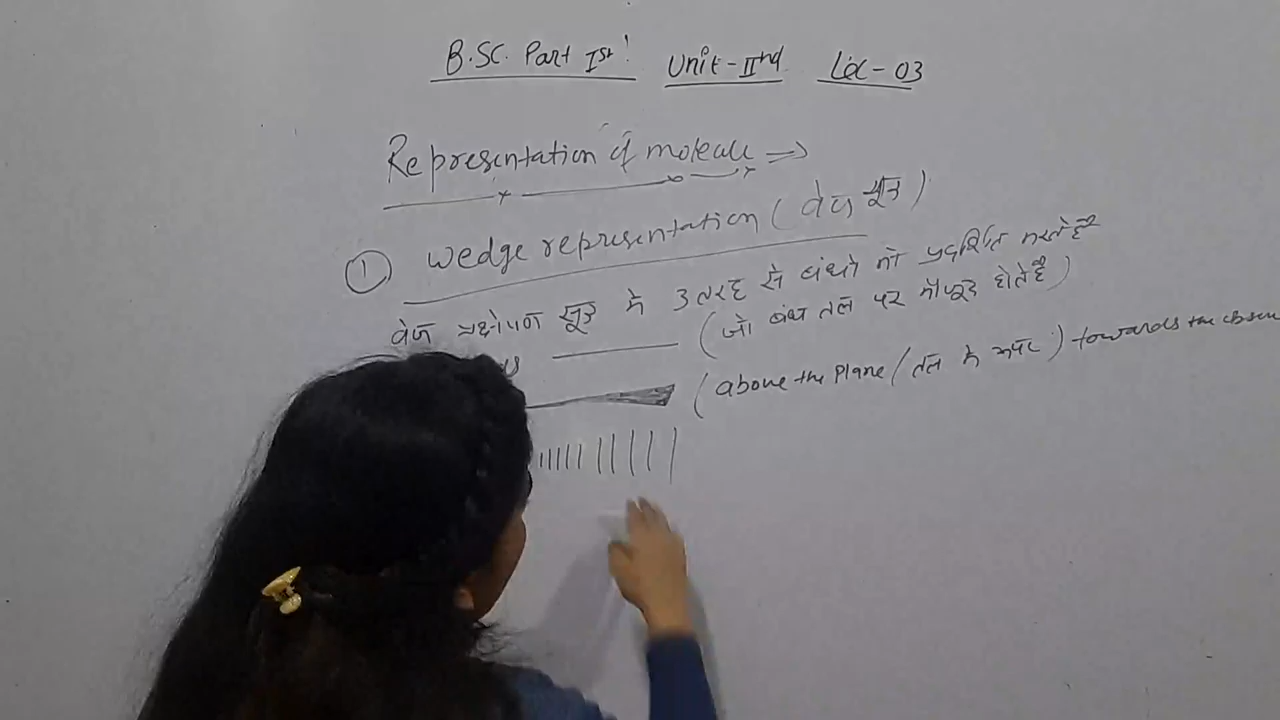 B.SC. Part Ist! Unit-IInd Lec-03
Representation of molecule ⇒
① Wedge representation (वेज सूत्र)
वेज प्रक्षेपण सूत्र में 3 तरह से बंधो को प्रदर्शित करते है
(जो बंध तल पर मौजूद होते है)
(above the Plane/तल के ऊपर) towards the